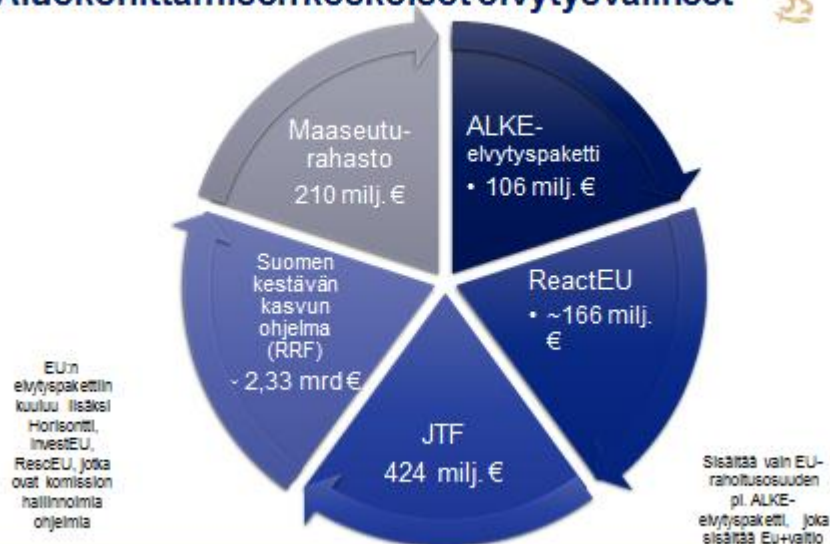 Aluekehittämisen keskeiset elvytysvälineet
Maaseutu-
rahasto
210 milj. €
ALKE-
elvytyspaketti
• 106 milj. €
ReactEU
• ~166 milj.
€
JTF
424 milj. €
Suomen
kestävän
kasvun
ohjelma
(RRF)
~ 2,33 mrd €
EU:n
elvytyspakettiin
kuuluu lisäksi
Horisontti,
InvestEU,
RescEU, jotka
ovat komission
hallinnoimia
ohjelmia
Sisältää vain EU-
rahoitusosuuden
pl. ALKE-
elvytyspaketti, joka
sisältää Eu+valtio